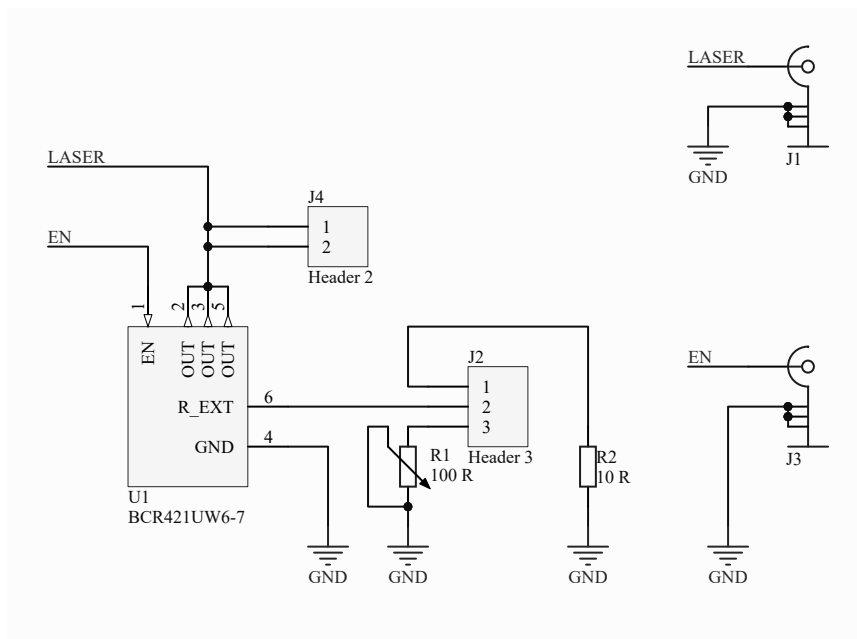 LASER
J1
GND
LASER
J4
1
2
Header 2
EN
1
2
3
5
EN
OUT
OUT
OUT
R_EXT
6
GND
4
U1
BCR421UW6-7
J2
1
2
3
Header 3
R1
100 R
R2
10 R
GND
GND
GND
EN
J3
GND